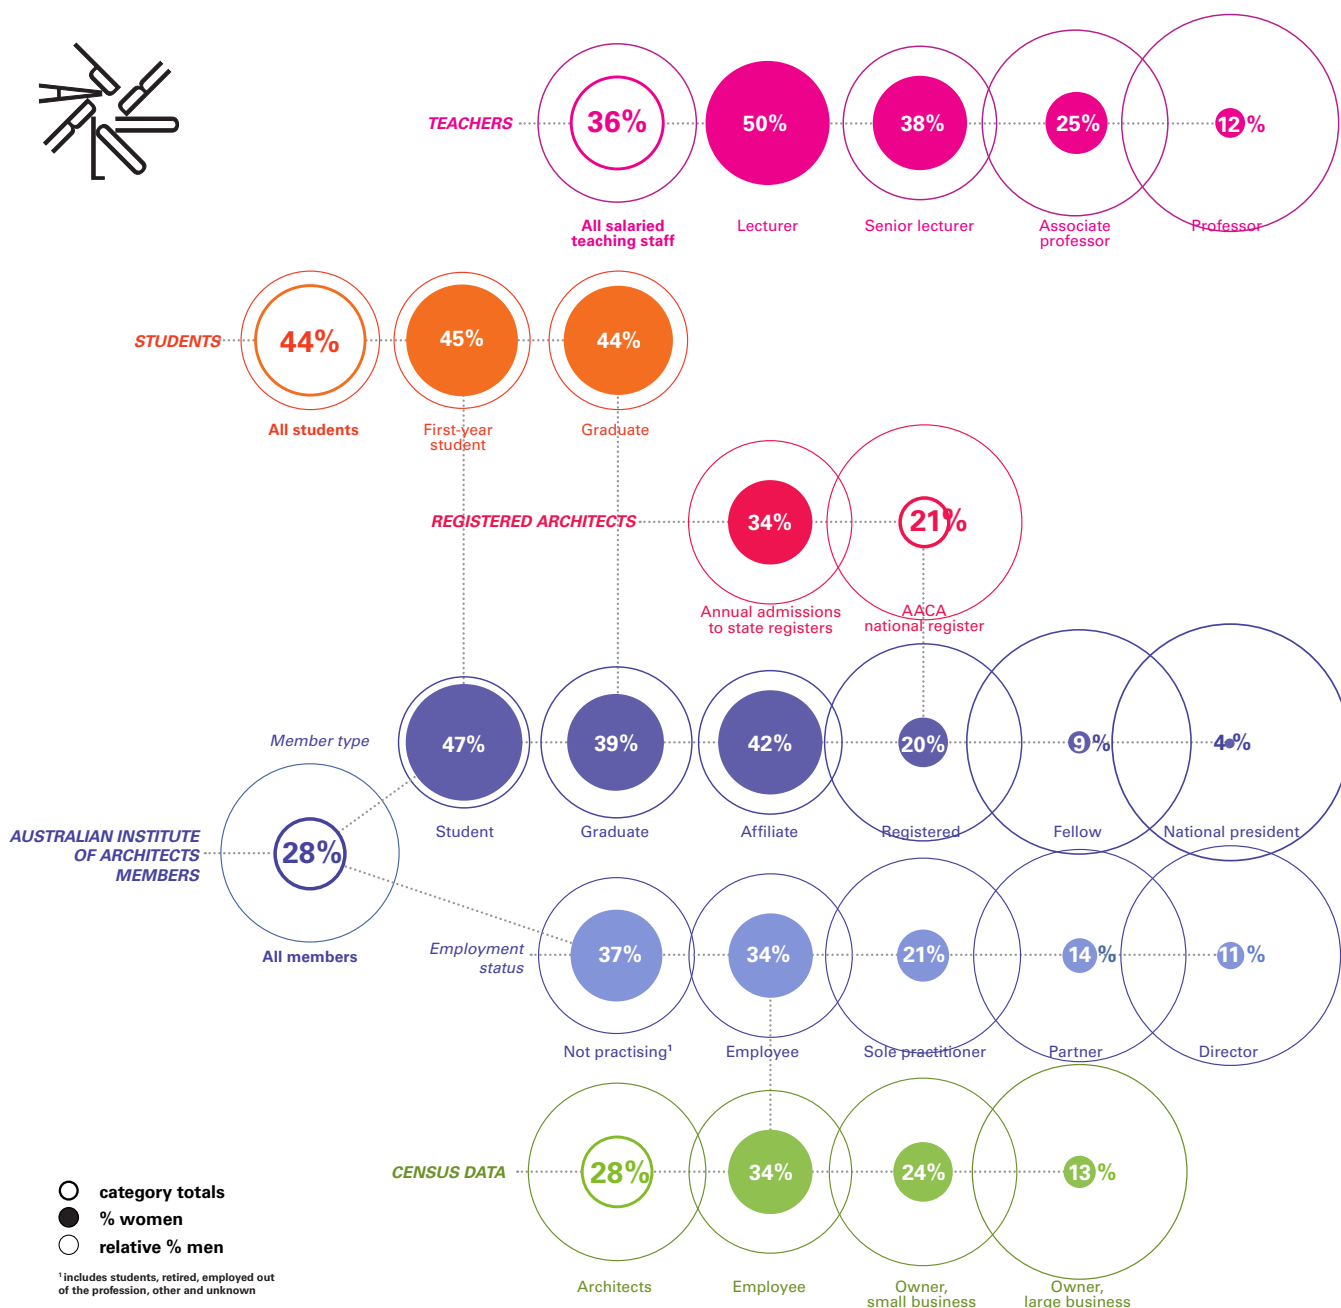 TEACHERS
36%
50%
38%
25%
12%
All salaried
teaching staff
Lecturer
Senior lecturer
Associate
professor
Professor
STUDENTS
44%
45%
44%
All students
First-year
student
Graduate
REGISTERED ARCHITECTS
34%
21%
Annual admissions
to state registers
AACA
national register
Member type
47%
39%
42%
20%
9%
4%
Student
Graduate
Affiliate
Registered
Fellow
National president
AUSTRALIAN INSTITUTE
OF ARCHITECTS
MEMBERS
28%
All members
Employment
status
37%
34%
21%
14%
11%
Not practising¹
Employee
Sole practitioner
Partner
Director
CENSUS DATA
28%
34%
24%
13%
Architects
Employee
Owner,
small business
Owner,
large business
category totals
% women
relative % men
¹ includes students, retired, employed out
of the profession, other and unknown